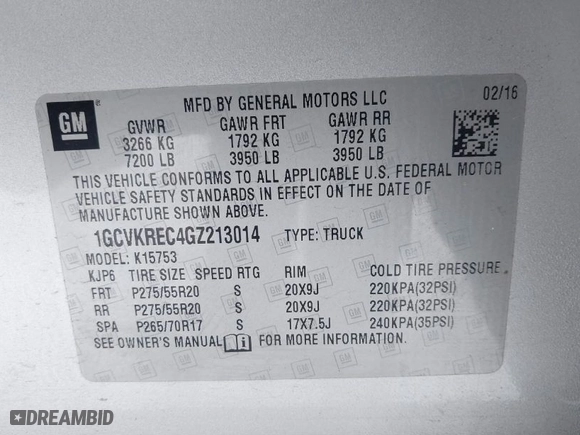 MFD BY GENERAL MOTORS LLC 02/16
GM
GVWR GAWR FRT GAWR RR
3266 KG 1792 KG 1792 KG
7200 LB 3950 LB 3950 LB
THIS VEHICLE CONFORMS TO ALL APPLICABLE U.S. FEDERAL MOTOR
VEHICLE SAFETY STANDARDS IN EFFECT ON THE DATE OF
MANUFACTURE SHOWN ABOVE.
1GCVKREC4GZ213014 TYPE: TRUCK
MODEL: K15753
KJP6 TIRE SIZE SPEED RTG RIM COLD TIRE PRESSURE
FRT P275/55R20 S 20X9J 220KPA(32PSI)
RR P275/55R20 S 20X9J 220KPA(32PSI)
SPA P265/70R17 S 17X7.5J 240KPA(35PSI)
SEE OWNER'S MANUAL FOR MORE INFORMATION.
DREAMBID